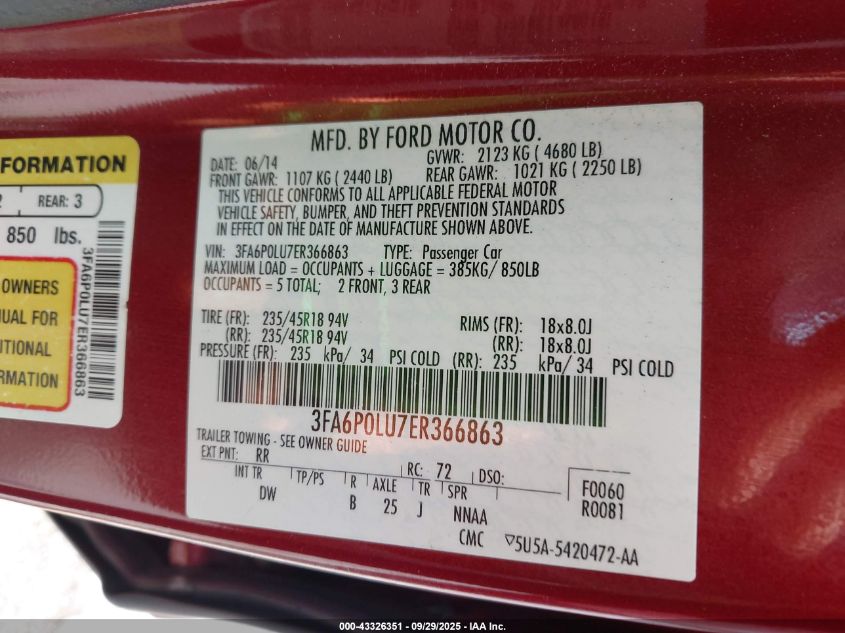 FORMATION
REAR: 3
850 lbs.
OWNERS
NUAL FOR
ITIONAL
RMATION
3FA6P0LU7ER366863
MFD. BY FORD MOTOR CO.
DATE: 06/14 GVWR: 2123 KG ( 4680 LB)
FRONT GAWR: 1107 KG ( 2440 LB) REAR GAWR: 1021 KG ( 2250 LB)
THIS VEHICLE CONFORMS TO ALL APPLICABLE FEDERAL MOTOR
VEHICLE SAFETY, BUMPER, AND THEFT PREVENTION STANDARDS
IN EFFECT ON THE DATE OF MANUFACTURE SHOWN ABOVE.
VIN: 3FA6P0LU7ER366863 TYPE: Passenger Car
MAXIMUM LOAD = OCCUPANTS + LUGGAGE = 385KG/ 850LB
OCCUPANTS = 5 TOTAL; 2 FRONT, 3 REAR
TIRE (FR): 235/45R18 94V RIMS (FR): 18x8.0J
(RR): 235/45R18 94V (RR): 18x8.0J
PRESSURE (FR): 235 kPa/ 34 PSI COLD (RR): 235 kPa/ 34 PSI COLD
3FA6P0LU7ER366863
TRAILER TOWING - SEE OWNER GUIDE
EXT PNT: RR RC: 72 DSO: F0060
INT TR TP/PS R AXLE TR SPR R0081
DW B 25 J NNAA
CMC ▽5U5A-5420472-AA
000-43326351 - 09/29/2025 - IAA Inc.